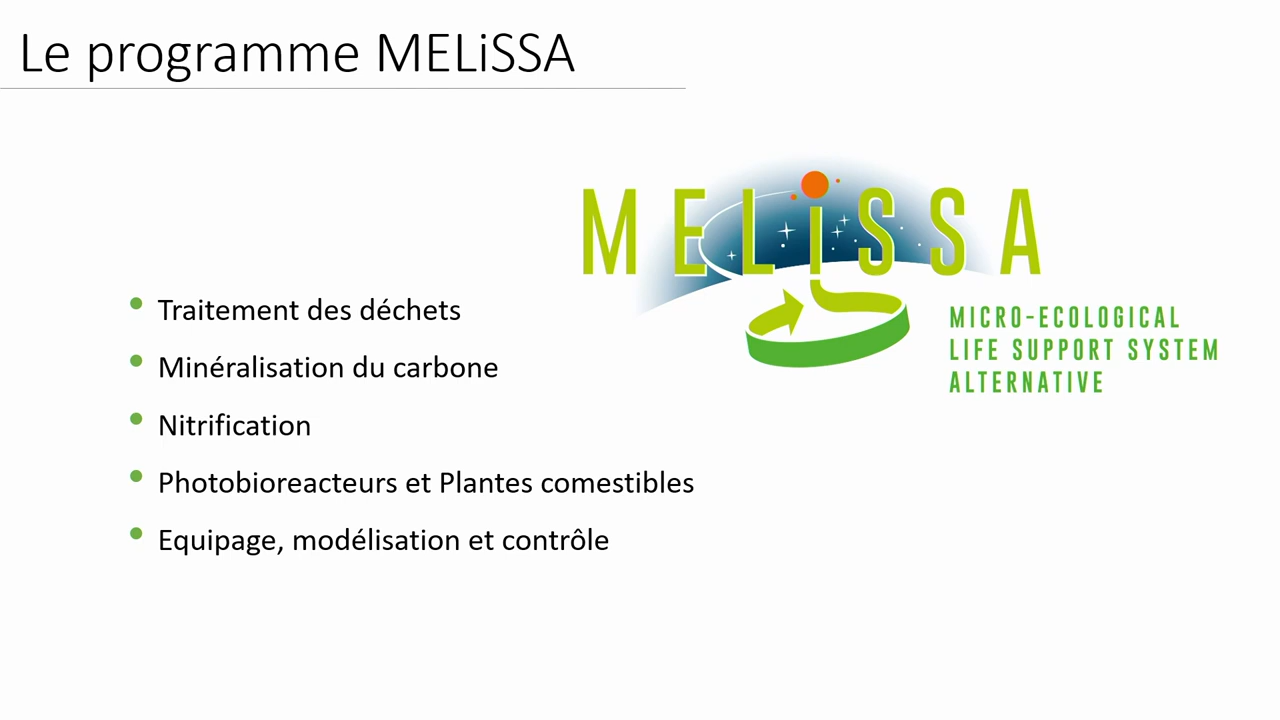 Le programme MELiSSA
MELiSSA
MICRO-ECOLOGICAL
LIFE SUPPORT SYSTEM
ALTERNATIVE
• Traitement des déchets
• Minéralisation du carbone
• Nitrification
• Photobioreacteurs et Plantes comestibles
• Equipage, modélisation et contrôle